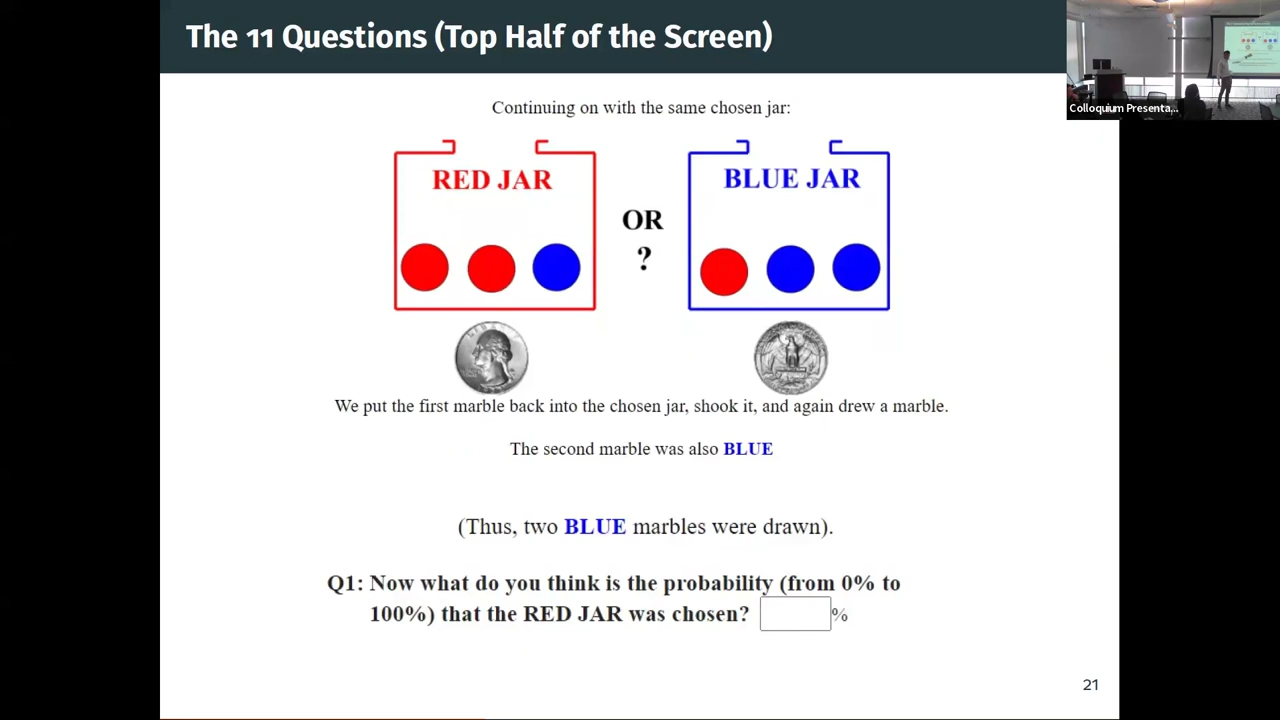 The 11 Questions (Top Half of the Screen)
Colloquium Presenta...
Continuing on with the same chosen jar:
RED JAR
BLUE JAR
OR
?
We put the first marble back into the chosen jar, shook it, and again drew a marble.
The second marble was also BLUE
(Thus, two BLUE marbles were drawn).
Q1: Now what do you think is the probability (from 0% to
100%) that the RED JAR was chosen? %
21